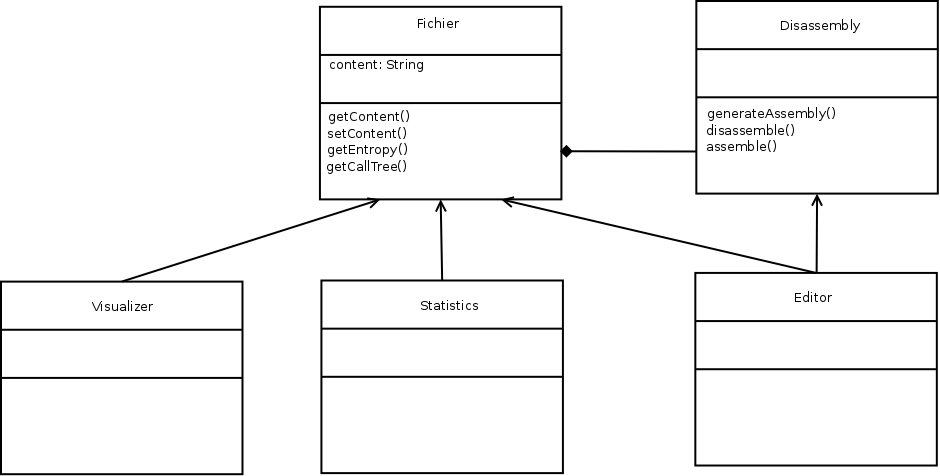 Fichier
content: String
getContent()
setContent()
getEntropy()
getCallTree()
Disassembly
generateAssembly()
disassemble()
assemble()
Visualizer
Statistics
Editor